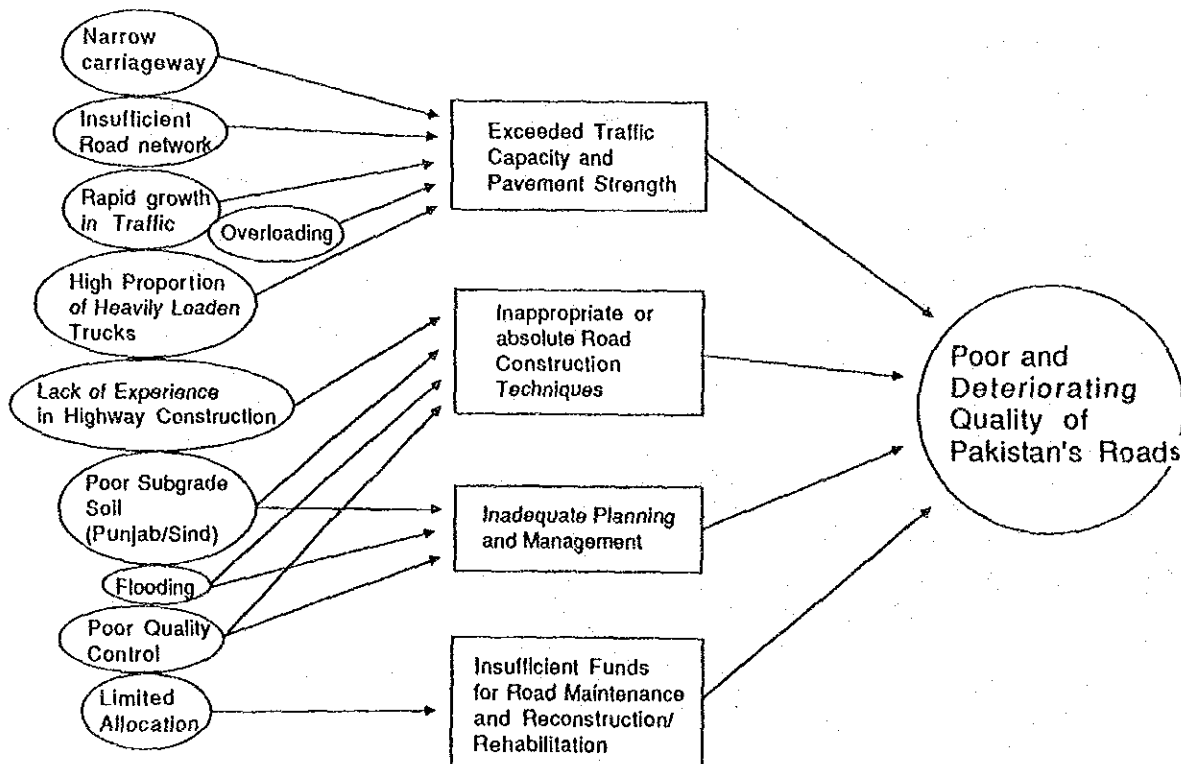 Narrow
carriageway
Insufficient
Road network
Rapid growth
in Traffic
Overloading
High Proportion
of Heavily Loaden
Trucks
Lack of Experience
in Highway Construction
Poor Subgrade
Soil
(Punjab/Sind)
Flooding
Poor Quality
Control
Limited
Allocation
Exceeded Traffic
Capacity and
Pavement Strength
Inappropriate or
absolute Road
Construction
Techniques
Inadequate Planning
and Management
Insufficient Funds
for Road Maintenance
and Reconstruction/
Rehabilitation
Poor and
Deteriorating
Quality of
Pakistan's Roads